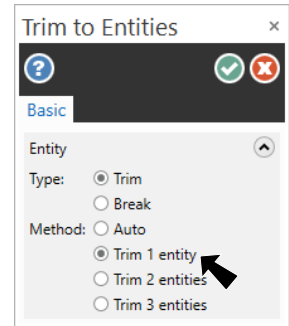 Trim to Entities ×
?
Basic
Entity
Type: Trim
Break
Method: Auto
Trim 1 entity
Trim 2 entities
Trim 3 entities